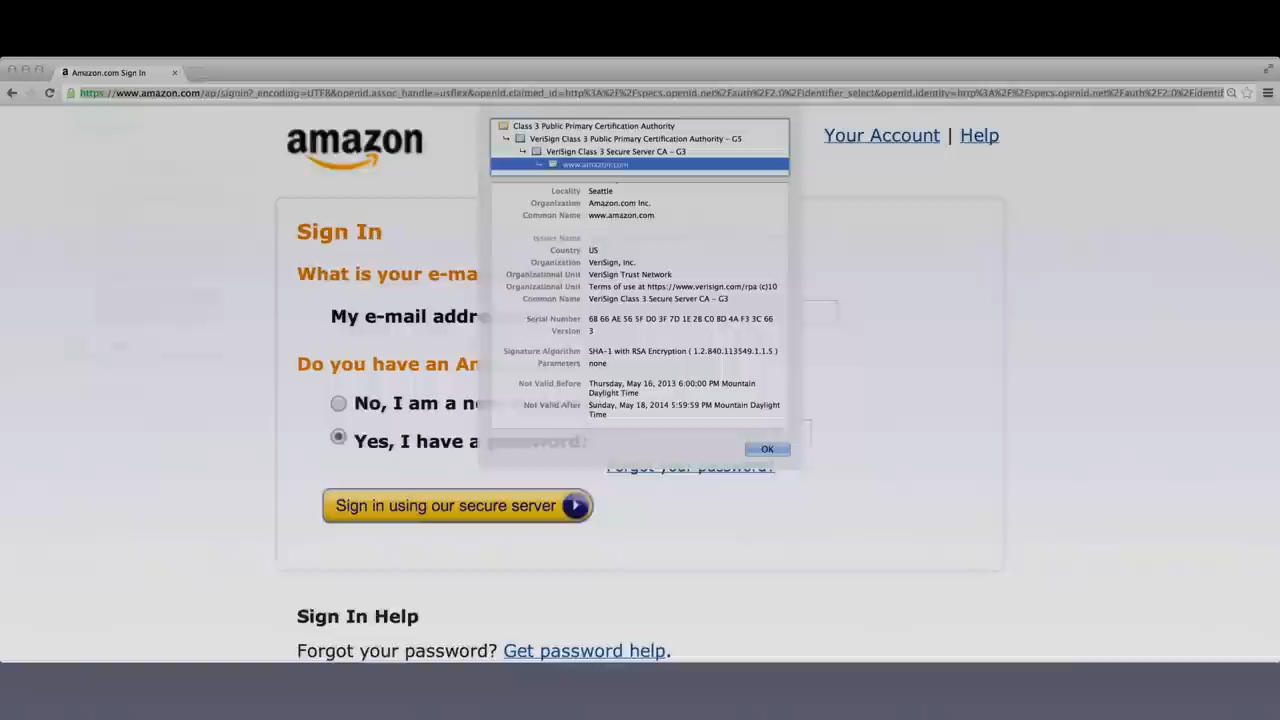 Amazon.com Sign In
https://www.amazon.com/ap/signin?_encoding=UTF8&openid.assoc_handle=usflex&openid.claimed_id=http%3A%2F%2Fspecs.openid.net%2Fauth%2F2.0%2Fidentifier_select&openid.identity=http%3A%2F%2Fspecs.openid.net%2Fauth%2F2.0%2Fidentif
amazon
Your Account | Help
Class 3 Public Primary Certification Authority
VeriSign Class 3 Public Primary Certification Authority - G5
VeriSign Class 3 Secure Server CA - G3
www.amazon.com
Locality Seattle
Organization Amazon.com Inc.
Common Name www.amazon.com
Issuer Name
Country US
Organization VeriSign, Inc.
Organizational Unit VeriSign Trust Network
Organizational Unit Terms of use at https://www.verisign.com/rpa (c)10
Common Name VeriSign Class 3 Secure Server CA - G3
Serial Number 6B 66 AE 56 5F D0 3F 7D 1E 2B C0 BD 4A F3 3C 66
Version 3
Signature Algorithm SHA-1 with RSA Encryption ( 1.2.840.113549.1.1.5 )
Parameters none
Not Valid Before Thursday, May 16, 2013 6:00:00 PM Mountain
Daylight Time
Not Valid After Sunday, May 18, 2014 5:59:59 PM Mountain Daylight
Time
OK
Sign In
What is your e-ma
My e-mail addr
Do you have an Am
No, I am a ne
Yes, I have a password:
Forgot your password?
Sign in using our secure server
Sign In Help
Forgot your password? Get password help.